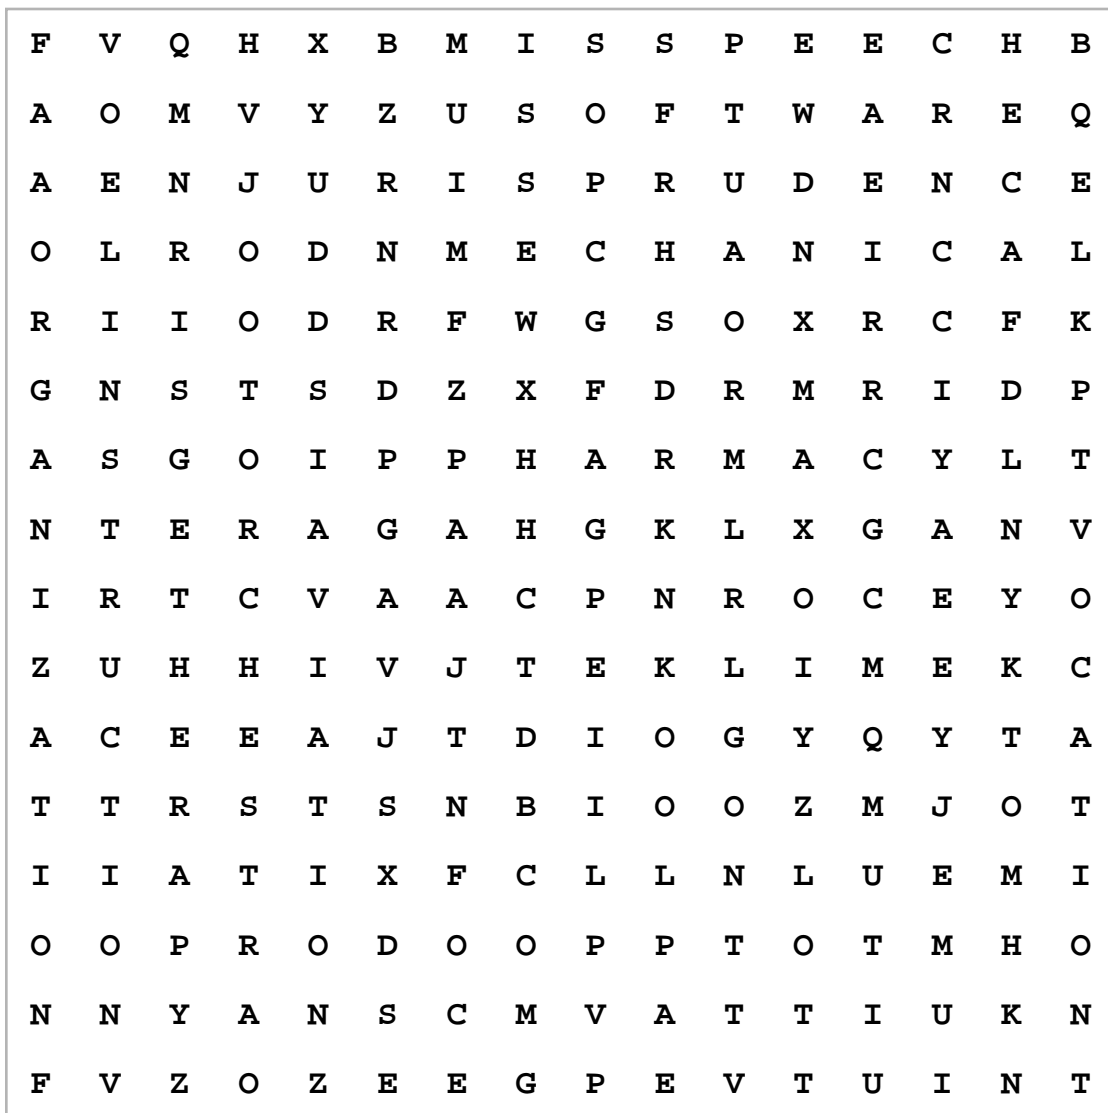 F V Q H X B M I S S P E E C H B
A O M V Y Z U S O F T W A R E Q
A E N J U R I S P R U D E N C E
O L R O D N M E C H A N I C A L
R I I O D R F W G S O X R C F K
G N S T S D Z X F D R M R I D P
A S G O I P P H A R M A C Y L T
N T E R A G A H G K L X G A N V
I R T C V A A C P N R O C E Y O
Z U H H I V J T E K L I M E K C
A C E E A J T D I O G Y Q Y T A
T T R S T S N B I O O Z M J O T
I I A T I X F C L L N L U E M I
O O P R O D O O P P T O T M H O
N N Y A N S C M V A T T I U K N
F V Z O Z E E G P E V T U I N T